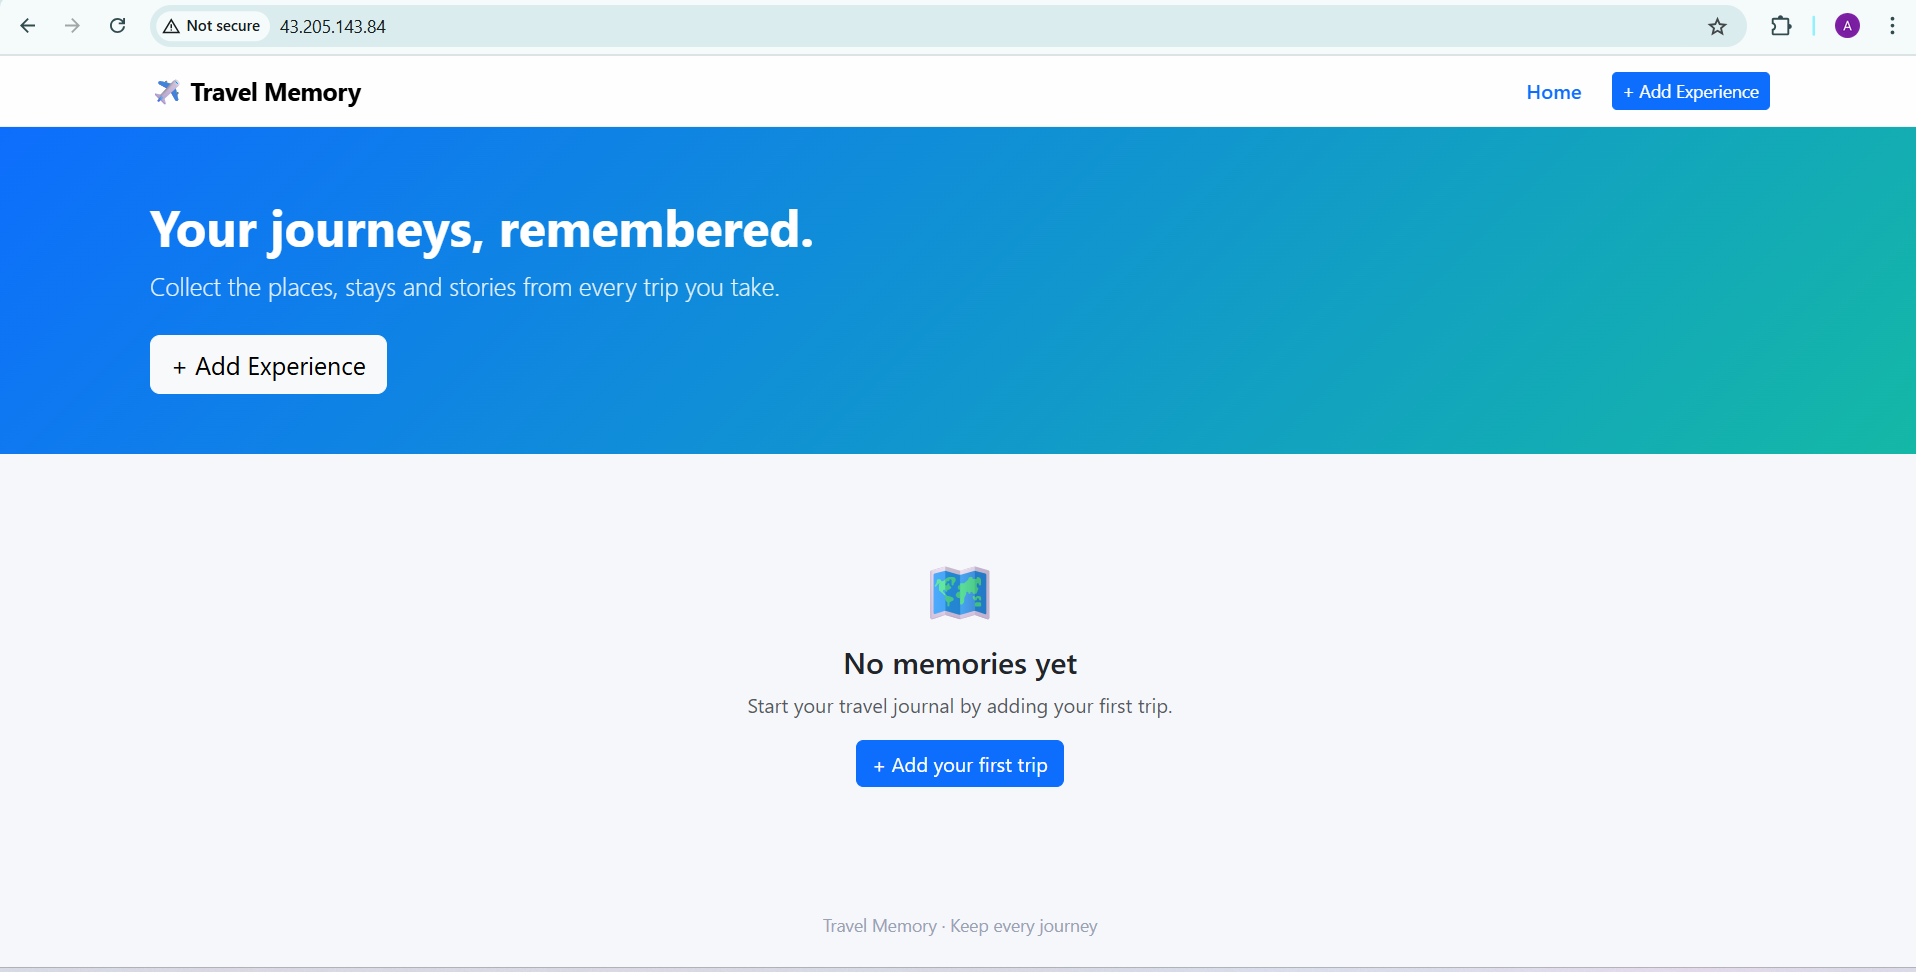 Not secure 43.205.143.84
A
Travel Memory
Home
+ Add Experience
Your journeys, remembered.
Collect the places, stays and stories from every trip you take.
+ Add Experience
No memories yet
Start your travel journal by adding your first trip.
+ Add your first trip
Travel Memory · Keep every journey